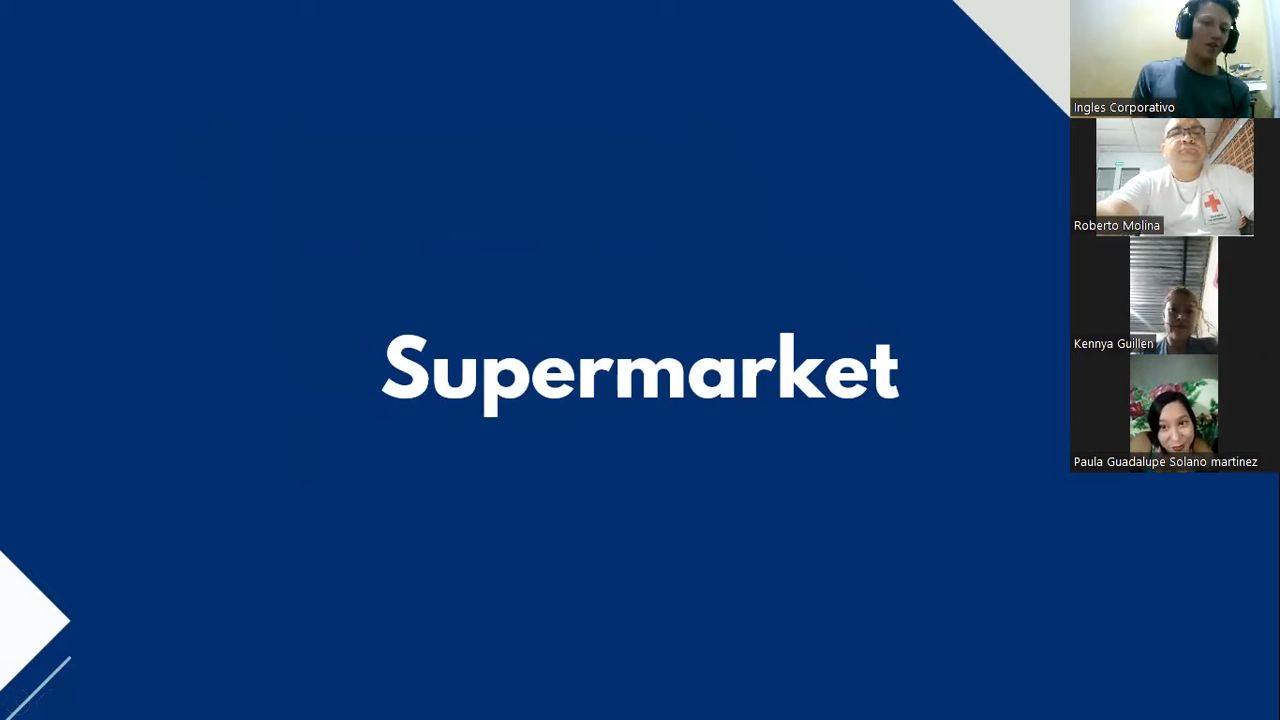 Supermarket
Ingles Corporativo
Roberto Molina
Kennya Guillen
Paula Guadalupe Solano martinez